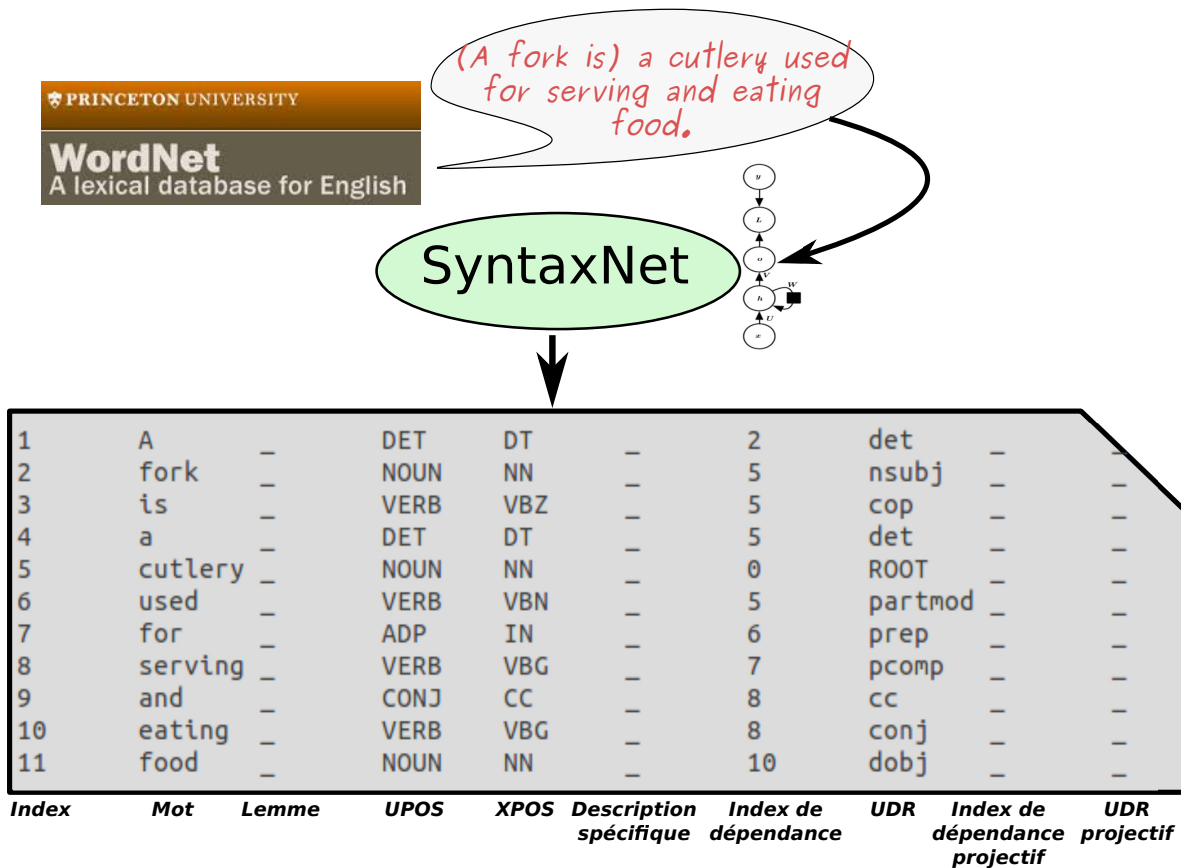 (A fork is) a cutlery used
for serving and eating
food.
PRINCETON UNIVERSITY
WordNet
A lexical database for English
SyntaxNet
y
L
o
V
W
h
U
x
1 A _ DET DT _ 2 det _ _
2 fork _ NOUN NN _ 5 nsubj _ _
3 is _ VERB VBZ _ 5 cop _ _
4 a _ DET DT _ 5 det _ _
5 cutlery _ NOUN NN _ 0 ROOT _ _
6 used _ VERB VBN _ 5 partmod _ _
7 for _ ADP IN _ 6 prep _ _
8 serving _ VERB VBG _ 7 pcomp _ _
9 and _ CONJ CC _ 8 cc _ _
10 eating _ VERB VBG _ 8 conj _ _
11 food _ NOUN NN _ 10 dobj _ _
Index Mot Lemme UPOS XPOS Description Index de UDR Index de UDR
spécifique dépendance dépendance projectif
projectif